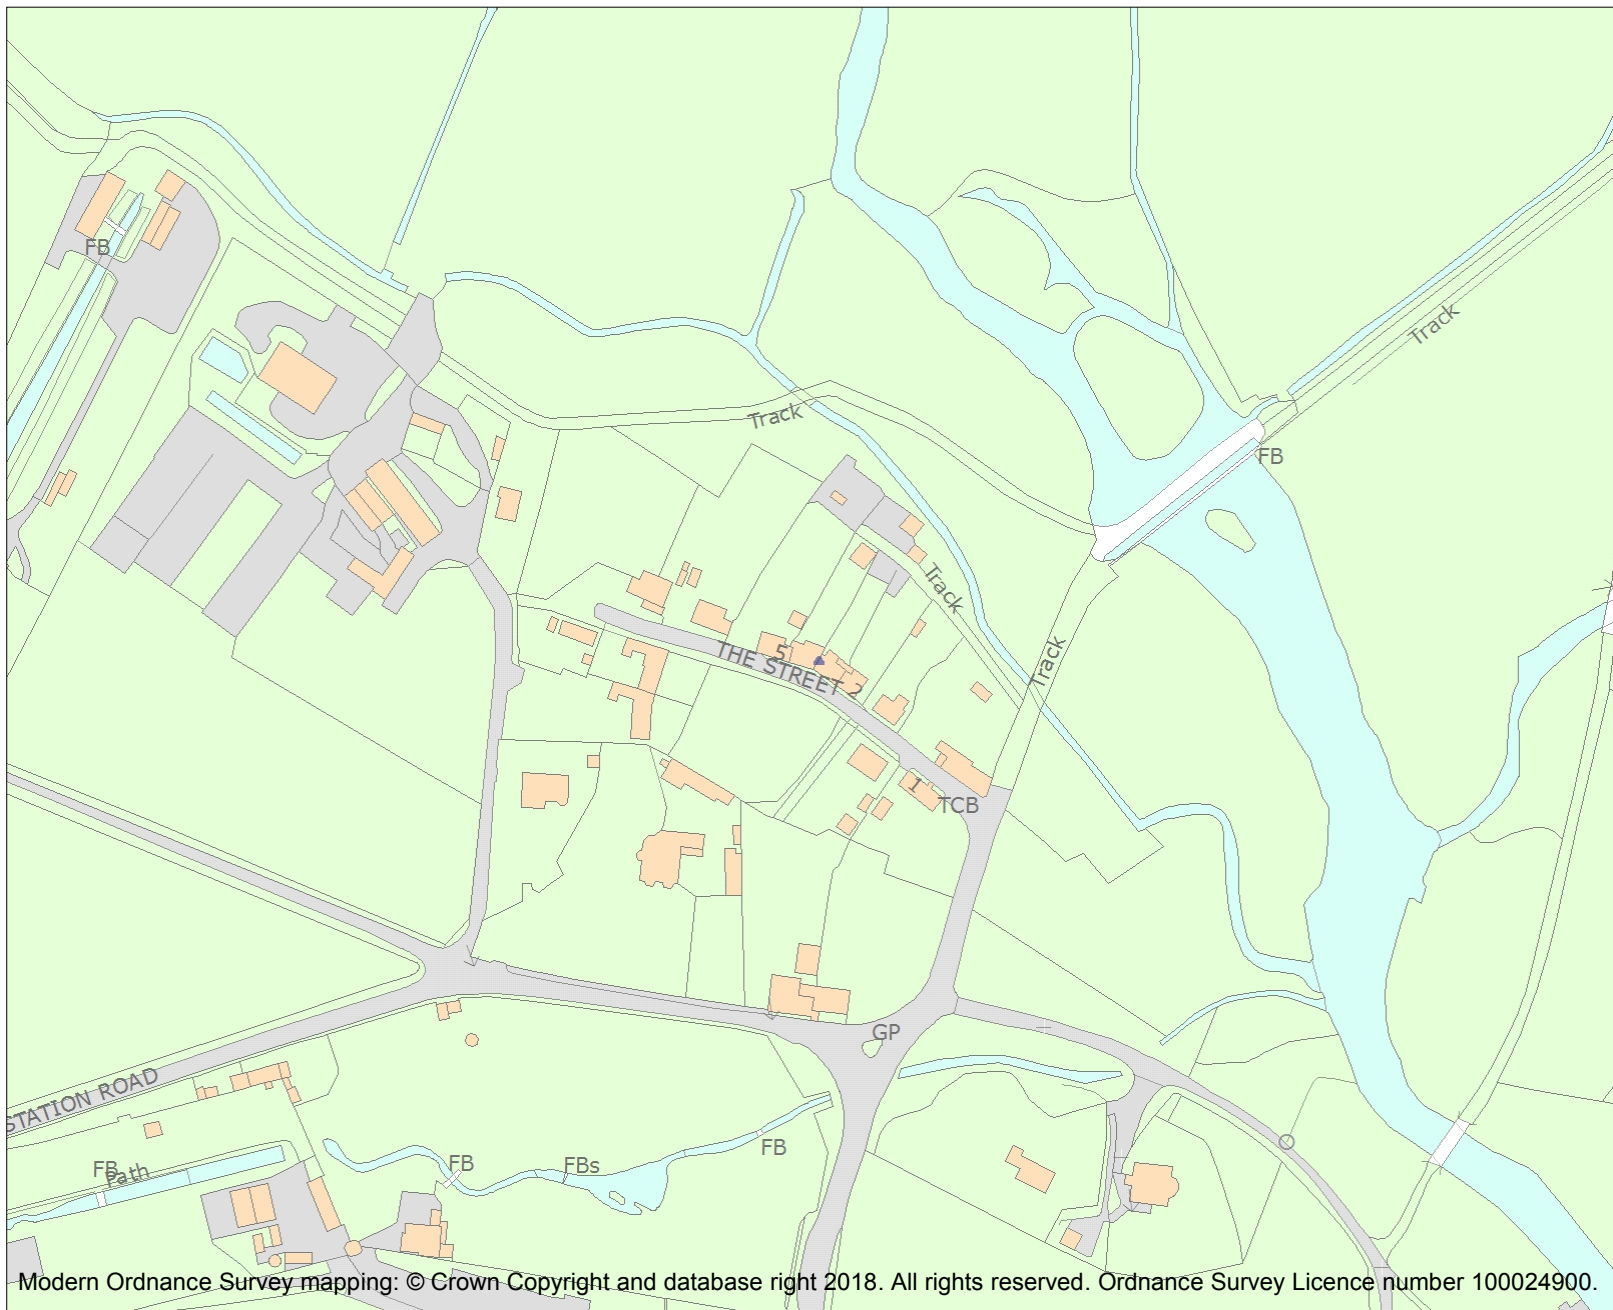 FB
Track
Track
FB
Track
5
THE STREET
2
Track
1
TCB
GP
STATION ROAD
FB
FB
FBs
FB
Path
Modern Ordnance Survey mapping: © Crown Copyright and database right 2018. All rights reserved. Ordnance Survey Licence number 100024900.